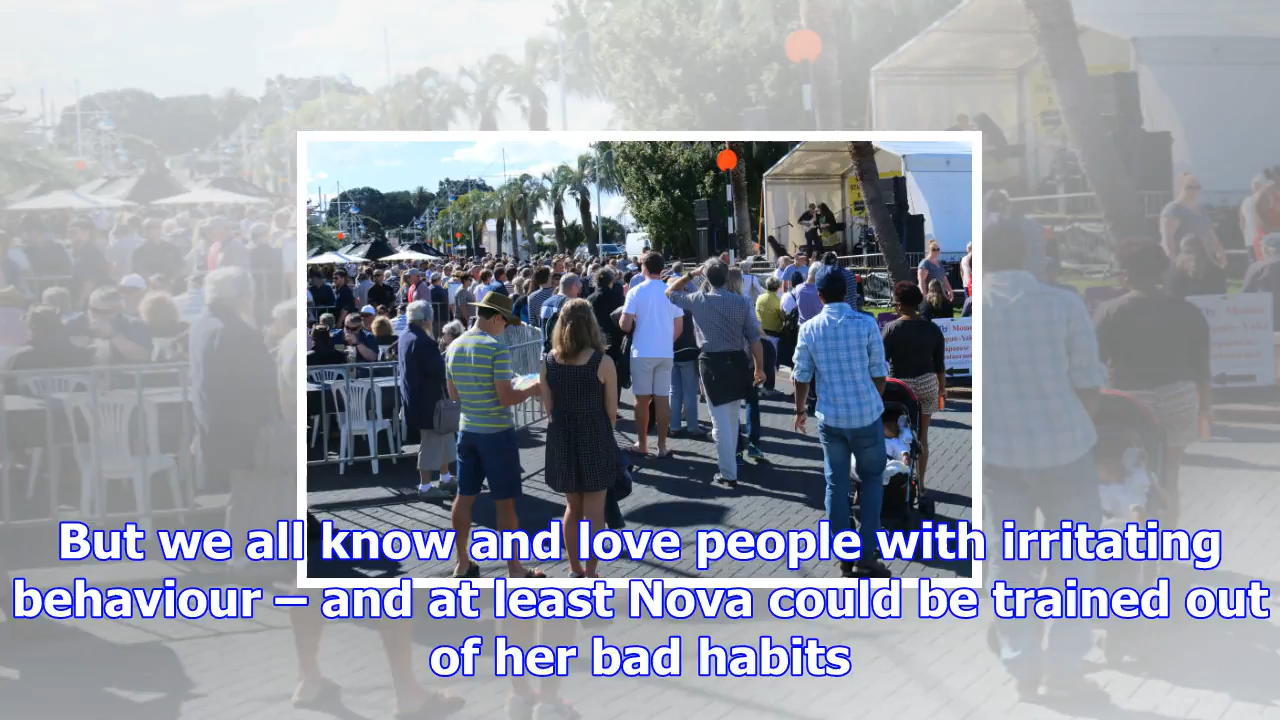 But we all know and love people with irritating
behaviour – and at least Nova could be trained out
of her bad habits